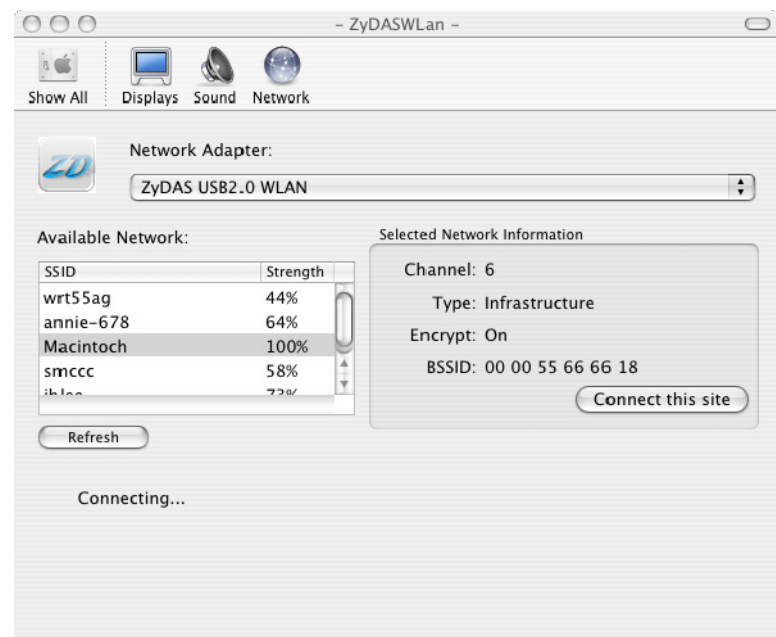 – ZyDASWLan –
Show All Displays Sound Network
ZD
Network Adapter:
ZyDAS USB2.0 WLAN
Available Network:
SSID Strength
wrt55ag 44%
annie-678 64%
Macintoch 100%
smccc 58%
Refresh
Connecting...
Selected Network Information
Channel: 6
Type: Infrastructure
Encrypt: On
BSSID: 00 00 55 66 66 18
Connect this site